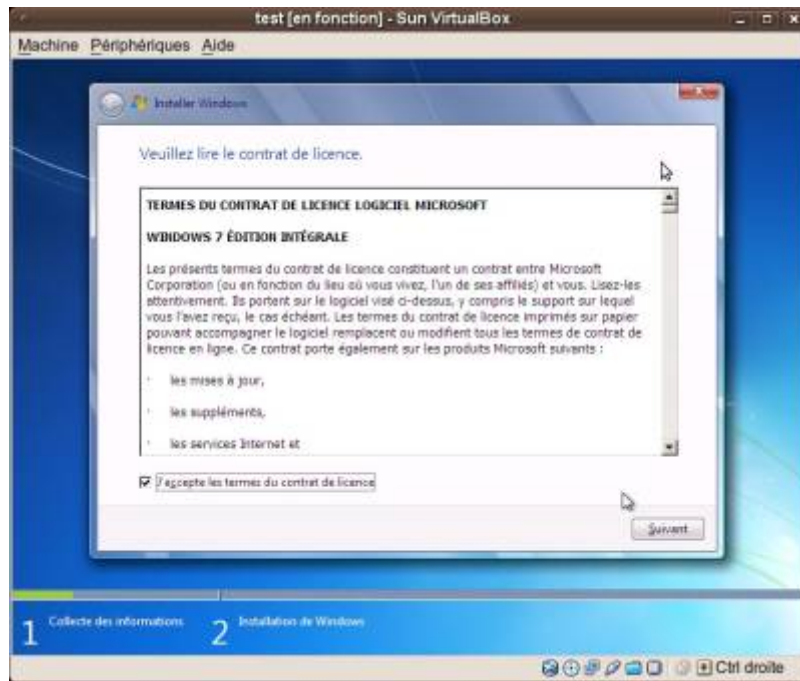 test [en fonction] - Sun VirtualBox
Machine Périphériques Aide
Installer Windows
Veuillez lire le contrat de licence.
TERMES DU CONTRAT DE LICENCE LOGICIEL MICROSOFT
WINDOWS 7 ÉDITION INTÉGRALE
Les présents termes du contrat de licence constituent un contrat entre Microsoft
Corporation (ou en fonction du lieu où vous vivez, l'un de ses affiliés) et vous. Lisez-les
attentivement. Ils portent sur le logiciel visé ci-dessus, y compris le support sur lequel
vous l'avez reçu, le cas échéant. Les termes du contrat de licence imprimés sur papier
pouvant accompagner le logiciel remplacent ou modifient tous les termes de contrat de
licence en ligne. Ce contrat porte également sur les produits Microsoft suivants :
· les mises à jour,
· les suppléments,
· les services Internet et
J'accepte les termes du contrat de licence
Suivant
1 Collecte des informations 2 Installation de Windows
Ctrl droite